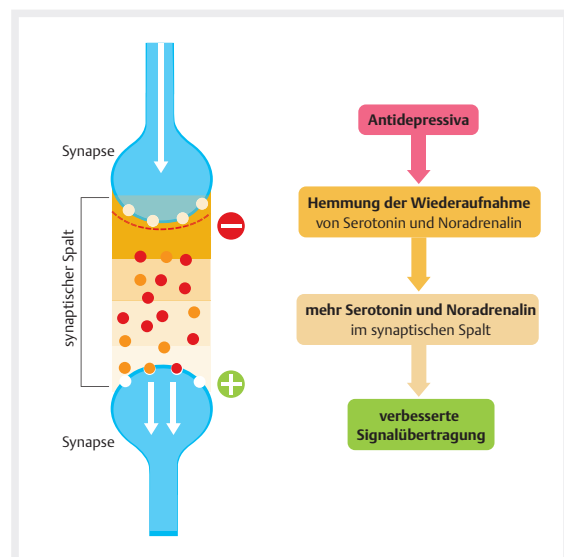 Synapse
synaptischer Spalt
Synapse
Antidepressiva
Hemmung der Wiederaufnahme
von Serotonin und Noradrenalin
mehr Serotonin und Noradrenalin
im synaptischen Spalt
verbesserte
Signalübertragung